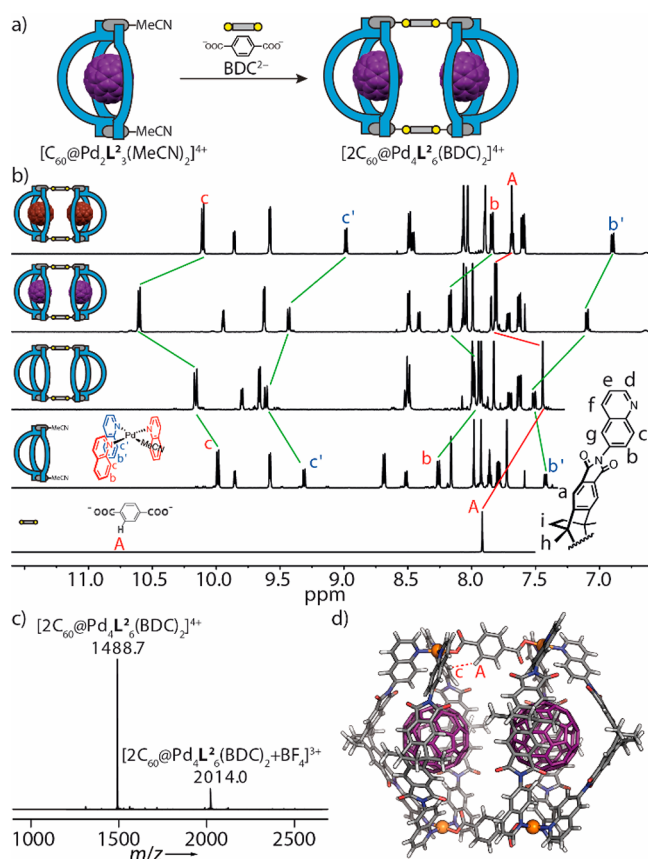 a)
MeCN
⁻OOC COO⁻
BDC²⁻
MeCN
[C₆₀@Pd₂L²₃(MeCN)₂]⁴⁺
[2C₆₀@Pd₄L²₆(BDC)₂]⁴⁺
b)
c
c'
b
A
b'
MeCN
MeCN
N
N
N
Pd
MeCN
c'
b'
c
b
c
c'
b
b'
A
⁻OOC COO⁻
H
A
e
d
f
N
g
c
b
O
N
O
a
i
h
11.5 10.5 10.0 9.5 9.0 8.5 8.0 7.5 7.0 6.6
ppm
c)
[2C₆₀@Pd₄L²₆(BDC)₂]⁴⁺
1488.7
[2C₆₀@Pd₄L²₆(BDC)₂+BF₄]³⁺
2014.0
1000 1500 2000 2500
m/z
d)
c
A